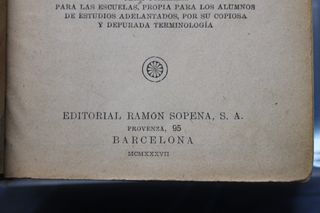 PARA LAS ESCUELAS, PROPIA PARA LOS ALUMNOS
DE ESTUDIOS ADELANTADOS, POR SU COPIOSA
Y DEPURADA TERMINOLOGÍA
EDITORIAL RAMÓN SOPENA, S. A.
PROVENZA, 95
BARCELONA
MCMXXXVII